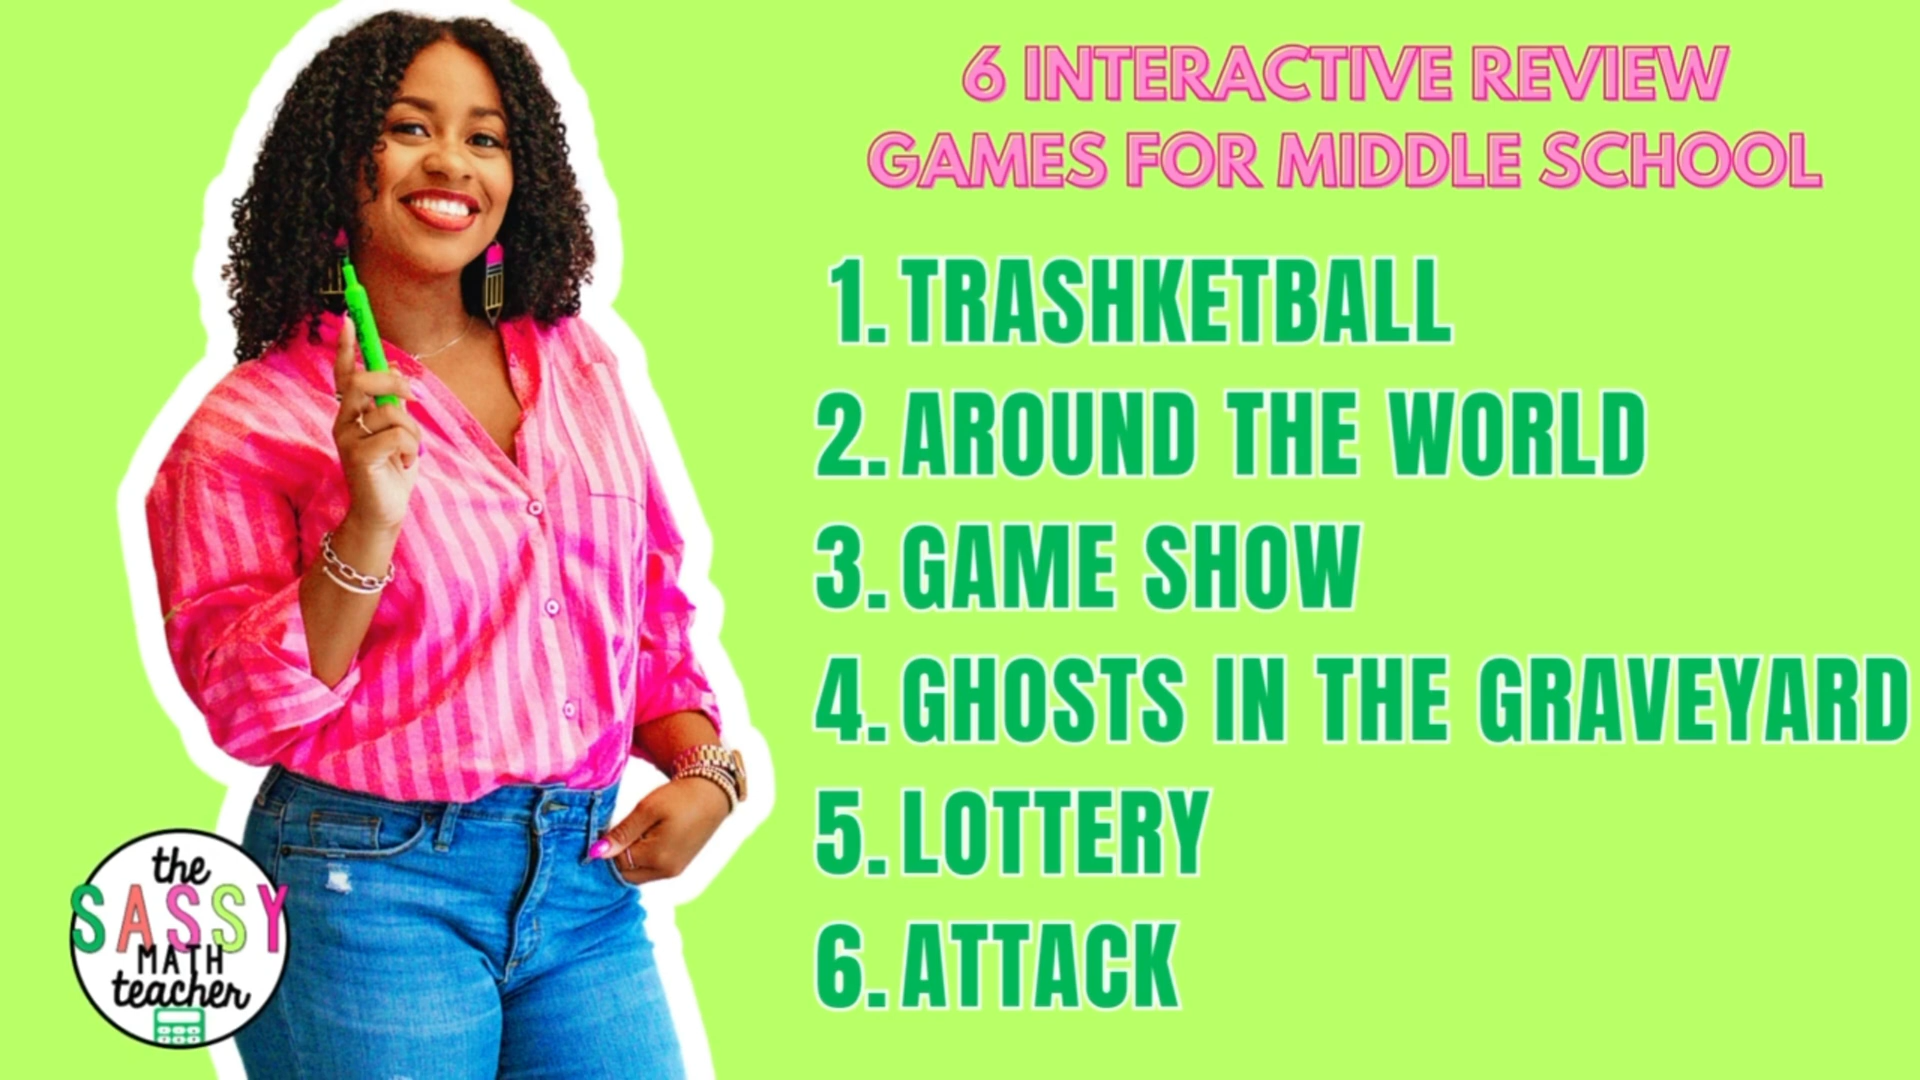 6 INTERACTIVE REVIEW
GAMES FOR MIDDLE SCHOOL
1. TRASHKETBALL
2. AROUND THE WORLD
3. GAME SHOW
4. GHOSTS IN THE GRAVEYARD
5. LOTTERY
6. ATTACK
the
SASSY
MATH
teacher